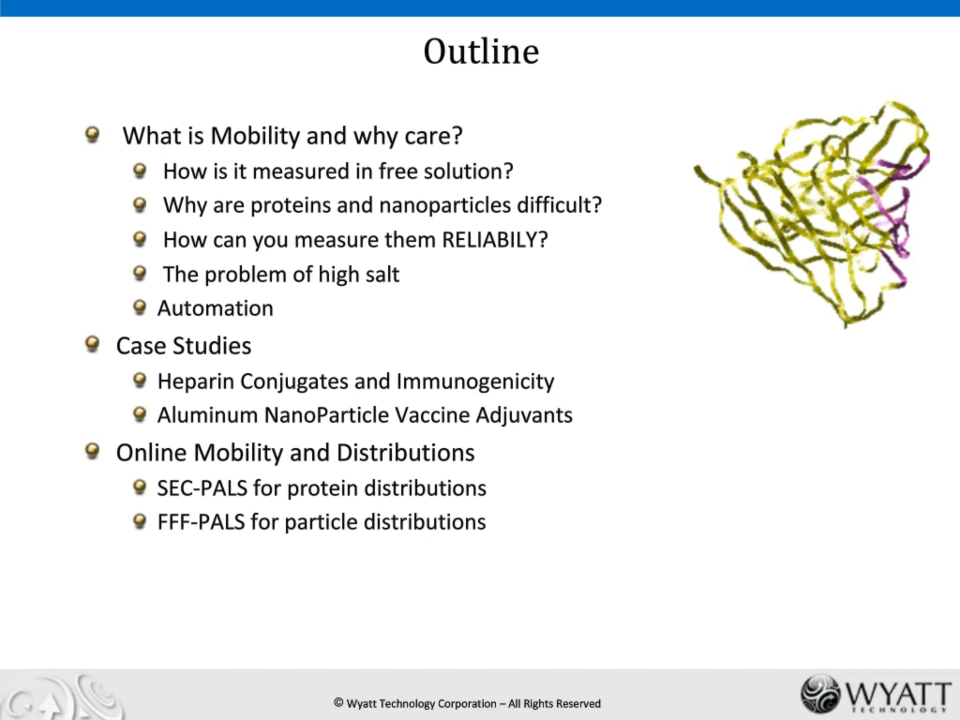 Outline
What is Mobility and why care?
How is it measured in free solution?
Why are proteins and nanoparticles difficult?
How can you measure them RELIABILY?
The problem of high salt
Automation
Case Studies
Heparin Conjugates and Immunogenicity
Aluminum NanoParticle Vaccine Adjuvants
Online Mobility and Distributions
SEC-PALS for protein distributions
FFF-PALS for particle distributions
© Wyatt Technology Corporation – All Rights Reserved
WYATT
TECHNOLOGY